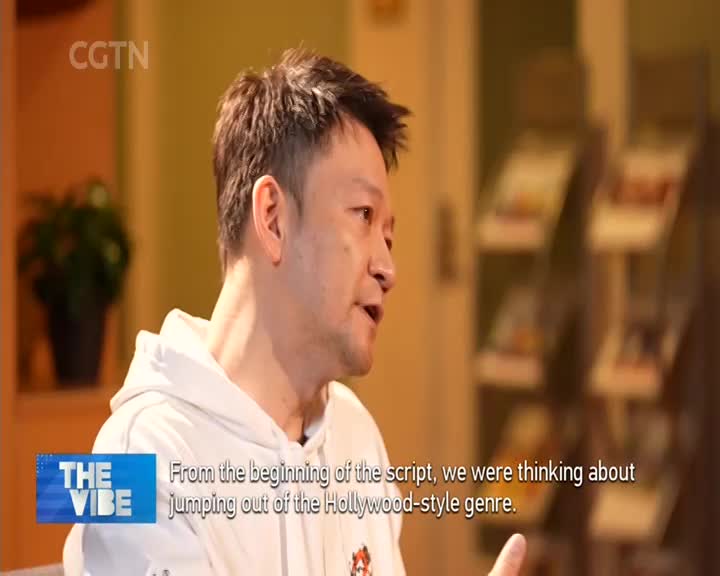 CGTN
THE
VIBE
From the beginning of the script, we were thinking about
jumping out of the Hollywood-style genre.